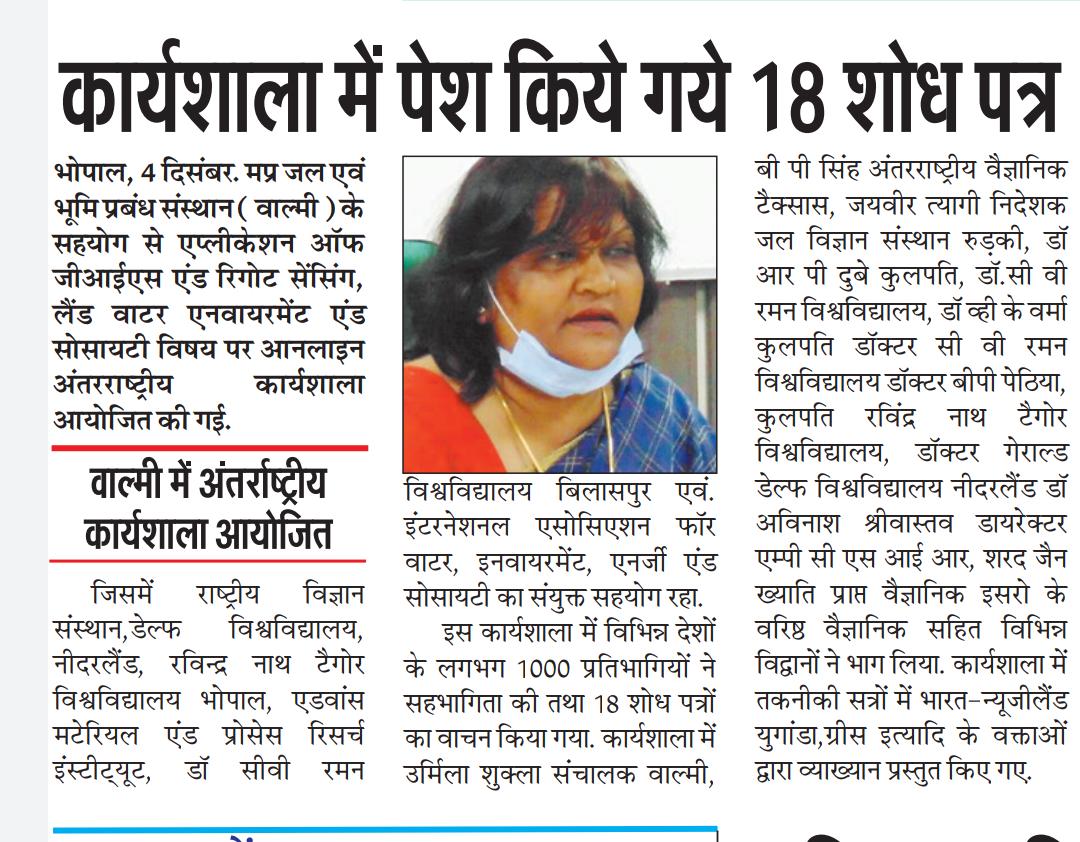 कार्यशाला में पेश किये गये 18 शोध पत्र
भोपाल, 4 दिसंबर. मप्र जल एवं
भूमि प्रबंध संस्थान ( वाल्मी ) के
सहयोग से एप्लीकेशन ऑफ
जीआईएस एंड रिगोट सेंसिंग,
लैंड वाटर एनवायरमेंट एंड
सोसायटी विषय पर आनलाइन
अंतरराष्ट्रीय कार्यशाला
आयोजित की गई.
वाल्मी में अंतर्राष्ट्रीय
कार्यशाला आयोजित
जिसमें राष्ट्रीय विज्ञान
संस्थान,डेल्फ विश्वविद्यालय,
नीदरलैंड, रविन्द्र नाथ टैगोर
विश्वविद्यालय भोपाल, एडवांस
मटेरियल एंड प्रोसेस रिसर्च
इंस्टीट्यूट, डॉ सीवी रमन
विश्वविद्यालय बिलासपुर एवं.
इंटरनेशनल एसोसिएशन फॉर
वाटर, इनवायरमेंट, एनर्जी एंड
सोसायटी का संयुक्त सहयोग रहा.
इस कार्यशाला में विभिन्न देशों
के लगभग 1000 प्रतिभागियों ने
सहभागिता की तथा 18 शोध पत्रों
का वाचन किया गया. कार्यशाला में
उर्मिला शुक्ला संचालक वाल्मी,
बी पी सिंह अंतरराष्ट्रीय वैज्ञानिक
टैक्सास, जयवीर त्यागी निदेशक
जल विज्ञान संस्थान रुड़की, डॉ
आर पी दुबे कुलपति, डॉ.सी वी
रमन विश्वविद्यालय, डॉ व्ही के वर्मा
कुलपति डॉक्टर सी वी रमन
विश्वविद्यालय डॉक्टर बीपी पेठिया,
कुलपति रविंद्र नाथ टैगोर
विश्वविद्यालय, डॉक्टर गेराल्ड
डेल्फ विश्वविद्यालय नीदरलैंड डॉ
अविनाश श्रीवास्तव डायरेक्टर
एम्पी सी एस आई आर, शरद जैन
ख्याति प्राप्त वैज्ञानिक इसरो के
वरिष्ठ वैज्ञानिक सहित विभिन्न
विद्वानों ने भाग लिया. कार्यशाला में
तकनीकी सत्रों में भारत-न्यूजीलैंड
युगांडा,ग्रीस इत्यादि के वक्ताओं
द्वारा व्याख्यान प्रस्तुत किए गए.